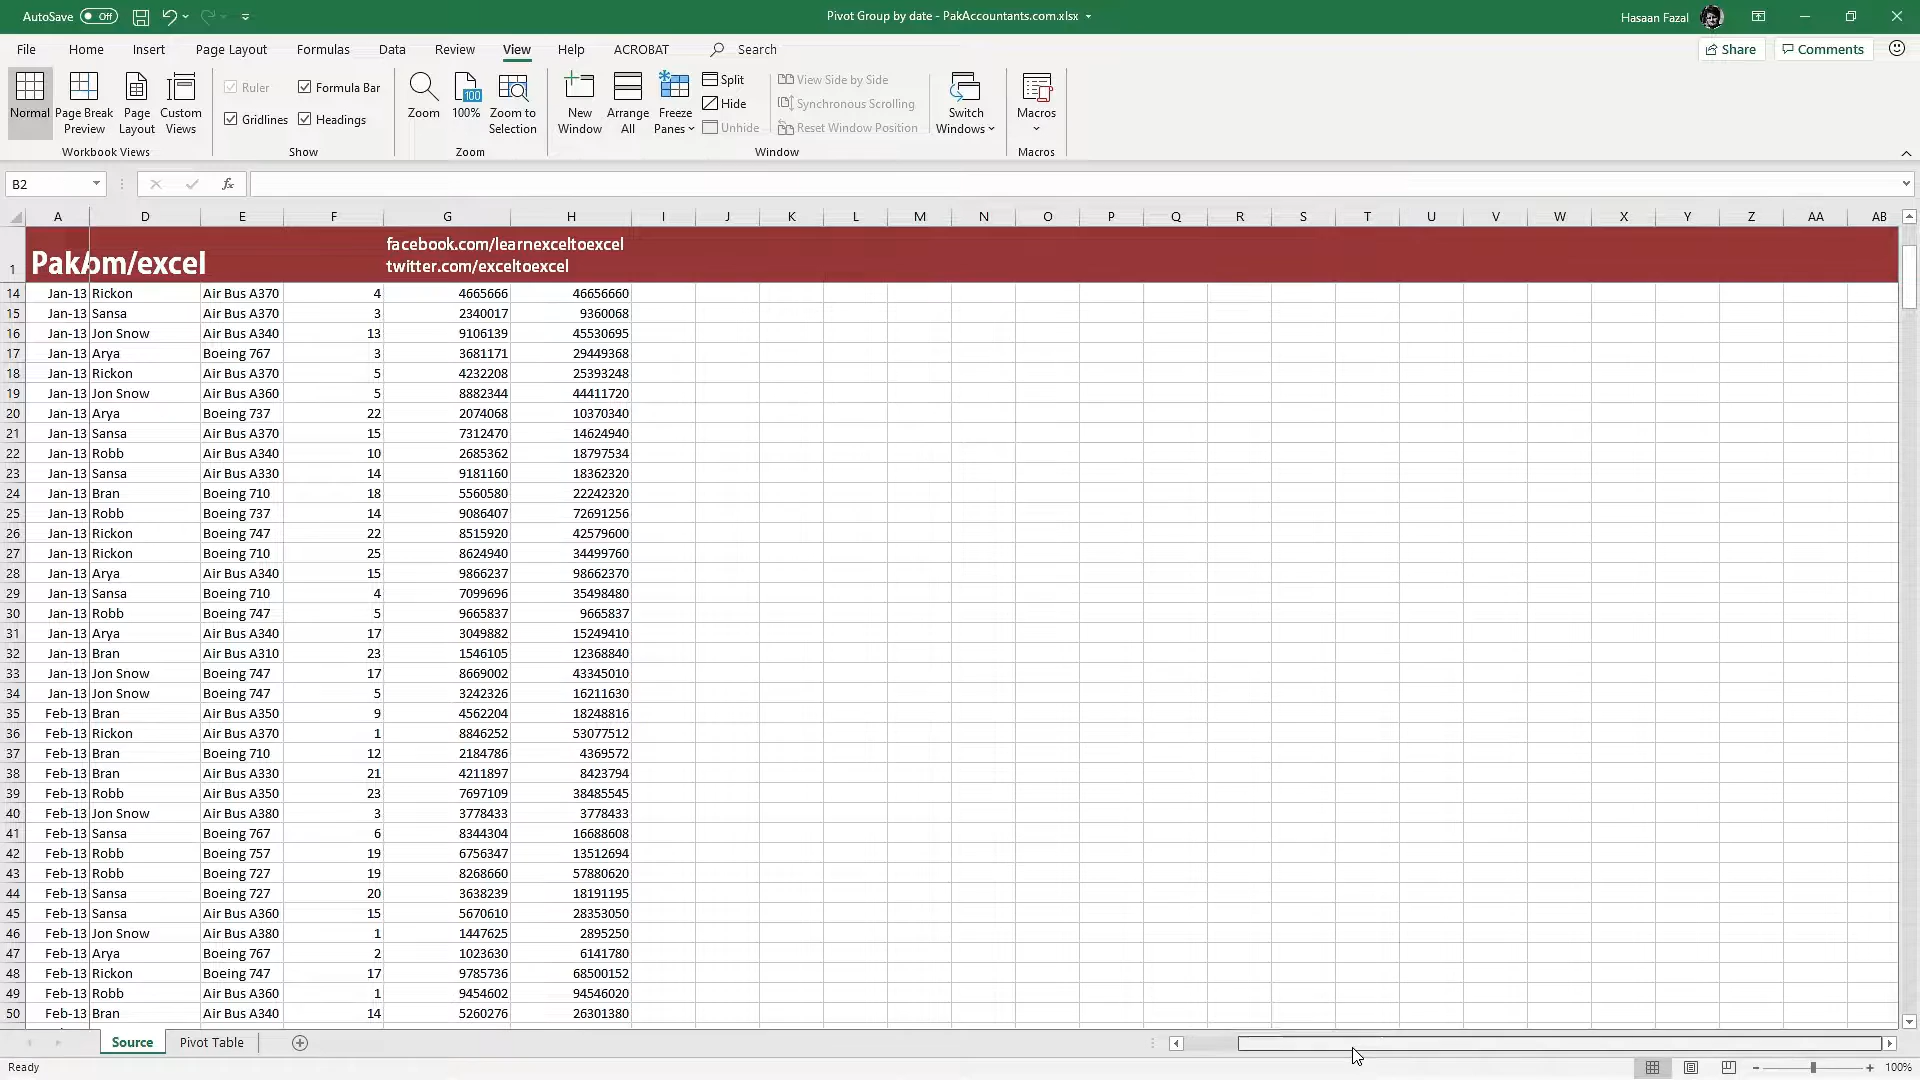 AutoSave Off Pivot Group by date - PakAccountants.com.xlsx Hasaan Fazal
File Home Insert Page Layout Formulas Data Review View Help ACROBAT Search Share Comments
Normal Page Break Preview Page Layout Custom Views
Workbook Views
Ruler Formula Bar
Gridlines Headings
Show
Zoom 100 100% Zoom to Selection
Zoom
New Window Arrange All Freeze Panes
Split View Side by Side
Hide Synchronous Scrolling
Unhide Reset Window Position
Switch Windows
Window
Macros
Macros
B2 fx
A D E F G H I J K L M N O P Q R S T U V W X Y Z AA AB
1 Pak/om/excel facebook.com/learnexceltoexcel
twitter.com/exceltoexcel
14 Jan-13 Rickon Air Bus A370 4 4665666 46656660
15 Jan-13 Sansa Air Bus A370 3 2340017 9360068
16 Jan-13 Jon Snow Air Bus A340 13 9106139 45530695
17 Jan-13 Arya Boeing 767 3 3681171 29449368
18 Jan-13 Rickon Air Bus A370 5 4232208 25393248
19 Jan-13 Jon Snow Air Bus A360 5 8882344 44411720
20 Jan-13 Arya Boeing 737 22 2074068 10370340
21 Jan-13 Sansa Air Bus A370 15 7312470 14624940
22 Jan-13 Robb Air Bus A340 10 2685362 18797534
23 Jan-13 Sansa Air Bus A330 14 9181160 18362320
24 Jan-13 Bran Boeing 710 18 5560580 22242320
25 Jan-13 Robb Boeing 737 14 9086407 72691256
26 Jan-13 Rickon Boeing 747 22 8515920 42579600
27 Jan-13 Rickon Boeing 710 25 8624940 34499760
28 Jan-13 Arya Air Bus A340 15 9866237 98662370
29 Jan-13 Sansa Boeing 710 4 7099696 35498480
30 Jan-13 Robb Boeing 747 5 9665837 9665837
31 Jan-13 Arya Air Bus A340 17 3049882 15249410
32 Jan-13 Bran Air Bus A310 23 1546105 12368840
33 Jan-13 Jon Snow Boeing 747 17 8669002 43345010
34 Jan-13 Jon Snow Boeing 747 5 3242326 16211630
35 Feb-13 Bran Air Bus A350 9 4562204 18248816
36 Feb-13 Rickon Air Bus A370 1 8846252 53077512
37 Feb-13 Bran Boeing 710 12 2184786 4369572
38 Feb-13 Bran Air Bus A330 21 4211897 8423794
39 Feb-13 Robb Air Bus A350 23 7697109 38485545
40 Feb-13 Jon Snow Air Bus A380 3 3778433 3778433
41 Feb-13 Sansa Boeing 767 6 8344304 16688608
42 Feb-13 Robb Boeing 757 19 6756347 13512694
43 Feb-13 Robb Boeing 727 19 8268660 57880620
44 Feb-13 Sansa Boeing 727 20 3638239 18191195
45 Feb-13 Sansa Air Bus A360 15 5670610 28353050
46 Feb-13 Jon Snow Air Bus A380 1 1447625 2895250
47 Feb-13 Arya Boeing 767 2 1023630 6141780
48 Feb-13 Rickon Boeing 747 17 9785736 68500152
49 Feb-13 Robb Air Bus A360 1 9454602 94546020
50 Feb-13 Bran Air Bus A340 14 5260276 26301380
Source Pivot Table
Ready 100%